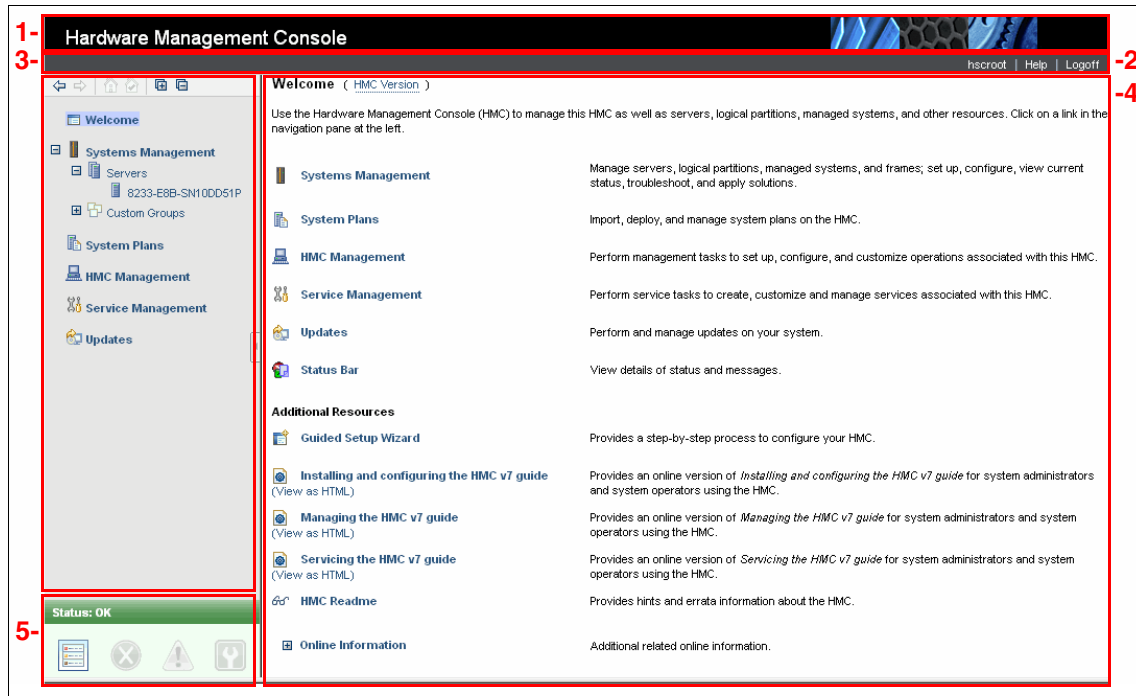 1-
Hardware Management Console
3-
hscroot | Help | Logoff
-2
-4
Welcome
Systems Management
Servers
8233-E8B-SN10DD51P
Custom Groups
System Plans
HMC Management
Service Management
Updates
Welcome ( HMC Version )
Use the Hardware Management Console (HMC) to manage this HMC as well as servers, logical partitions, managed systems, and other resources. Click on a link in the
navigation pane at the left.
Systems Management
Manage servers, logical partitions, managed systems, and frames; set up, configure, view current
status, troubleshoot, and apply solutions.
System Plans
Import, deploy, and manage system plans on the HMC.
HMC Management
Perform management tasks to set up, configure, and customize operations associated with this HMC.
Service Management
Perform service tasks to create, customize and manage services associated with this HMC.
Updates
Perform and manage updates on your system.
Status Bar
View details of status and messages.
Additional Resources
Guided Setup Wizard
Provides a step-by-step process to configure your HMC.
Installing and configuring the HMC v7 guide
(View as HTML)
Provides an online version of Installing and configuring the HMC v7 guide for system administrators
and system operators using the HMC.
Managing the HMC v7 guide
(View as HTML)
Provides an online version of Managing the HMC v7 guide for system administrators and system
operators using the HMC.
Servicing the HMC v7 guide
(View as HTML)
Provides an online version of Servicing the HMC v7 guide for system administrators and system
operators using the HMC.
HMC Readme
Provides hints and errata information about the HMC.
Online Information
Additional related online information.
5-
Status: OK